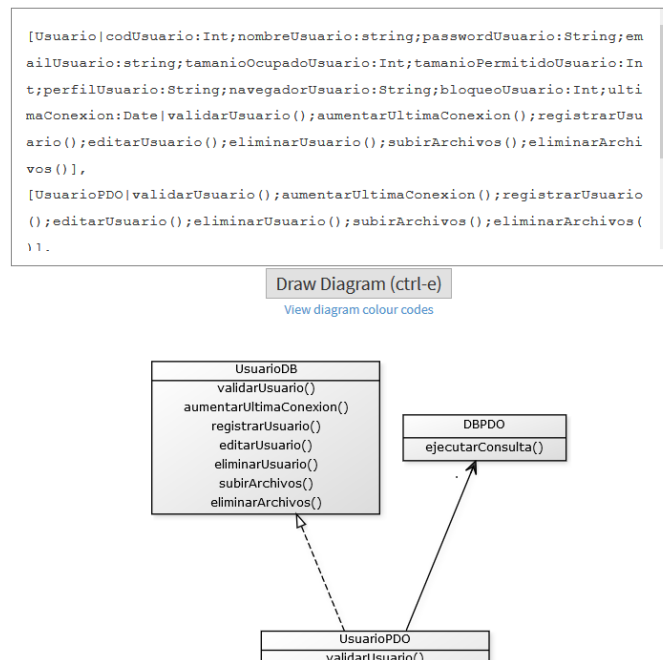 [Usuario|codUsuario:Int;nombreUsuario:string;passwordUsuario:String;em
ailUsuario:string;tamanioOcupadoUsuario:Int;tamanioPermitidoUsuario:In
t;perfilUsuario:String;navegadorUsuario:String;bloqueoUsuario:Int;ulti
maConexion:Date|validarUsuario();aumentarUltimaConexion();registrarUsu
ario();editarUsuario();eliminarUsuario();subirArchivos();eliminarArchi
vos()],
[UsuarioPDO|validarUsuario();aumentarUltimaConexion();registrarUsuario
();editarUsuario();eliminarUsuario();subirArchivos();eliminarArchivos(
)],
Draw Diagram (ctrl-e)
View diagram colour codes
UsuarioDB
validarUsuario()
aumentarUltimaConexion()
registrarUsuario()
editarUsuario()
eliminarUsuario()
subirArchivos()
eliminarArchivos()
DBPDO
ejecutarConsulta()
.
UsuarioPDO
validarUsuario()